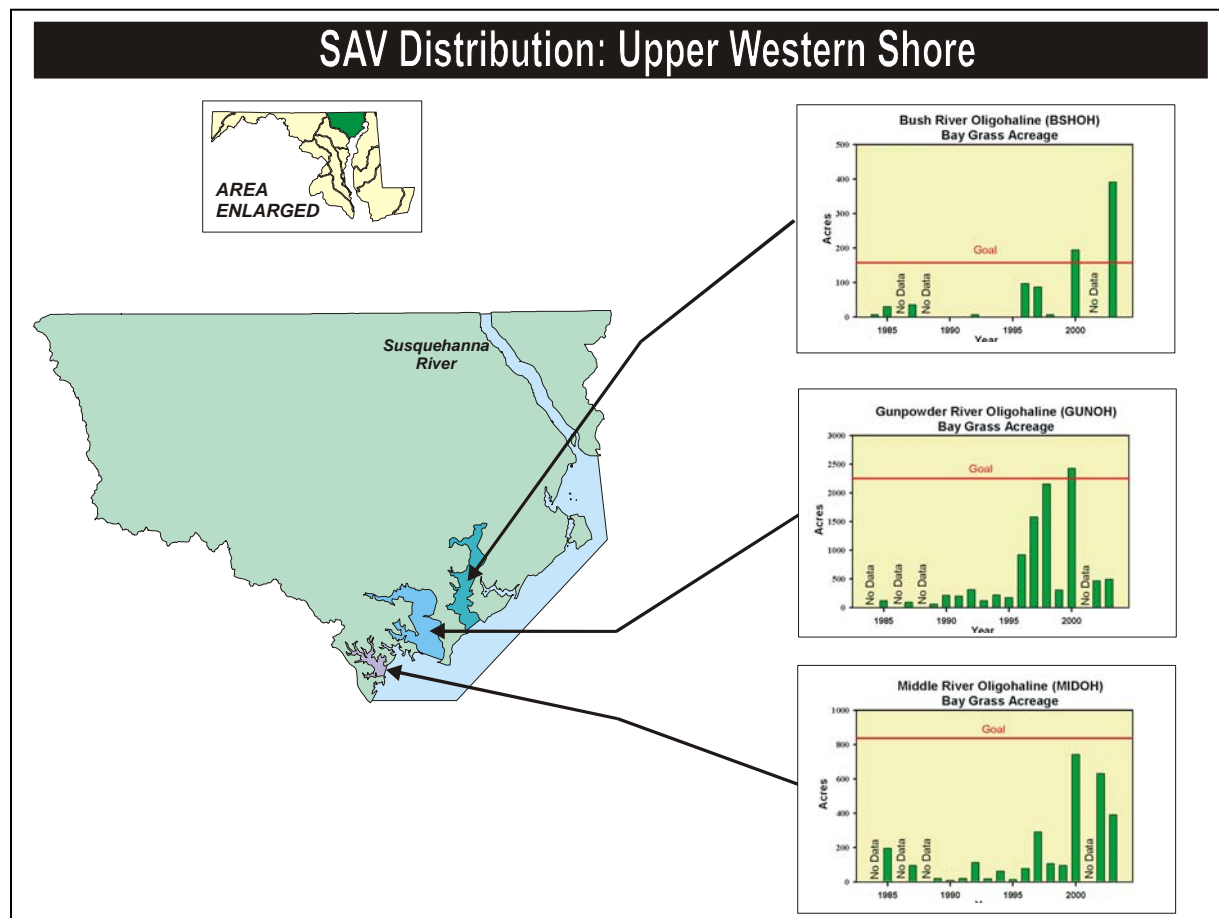 SAV Distribution: Upper Western Shore
AREA
ENLARGED
Susquehanna
River
Bush River Oligohaline (BSHOH)
Bay Grass Acreage
500
400
300
200
100
0
Acres
Goal
No Data
No Data
No Data
1985
1990
1995
2000
Year
Gunpowder River Oligohaline (GUNOH)
Bay Grass Acreage
3000
2500
2000
1500
1000
500
0
Acres
Goal
No Data
No Data
No Data
No Data
1985
1990
1995
2000
Year
Middle River Oligohaline (MIDOH)
Bay Grass Acreage
1000
800
600
400
200
0
Acres
Goal
No Data
No Data
No Data
No Data
1985
1990
1995
2000